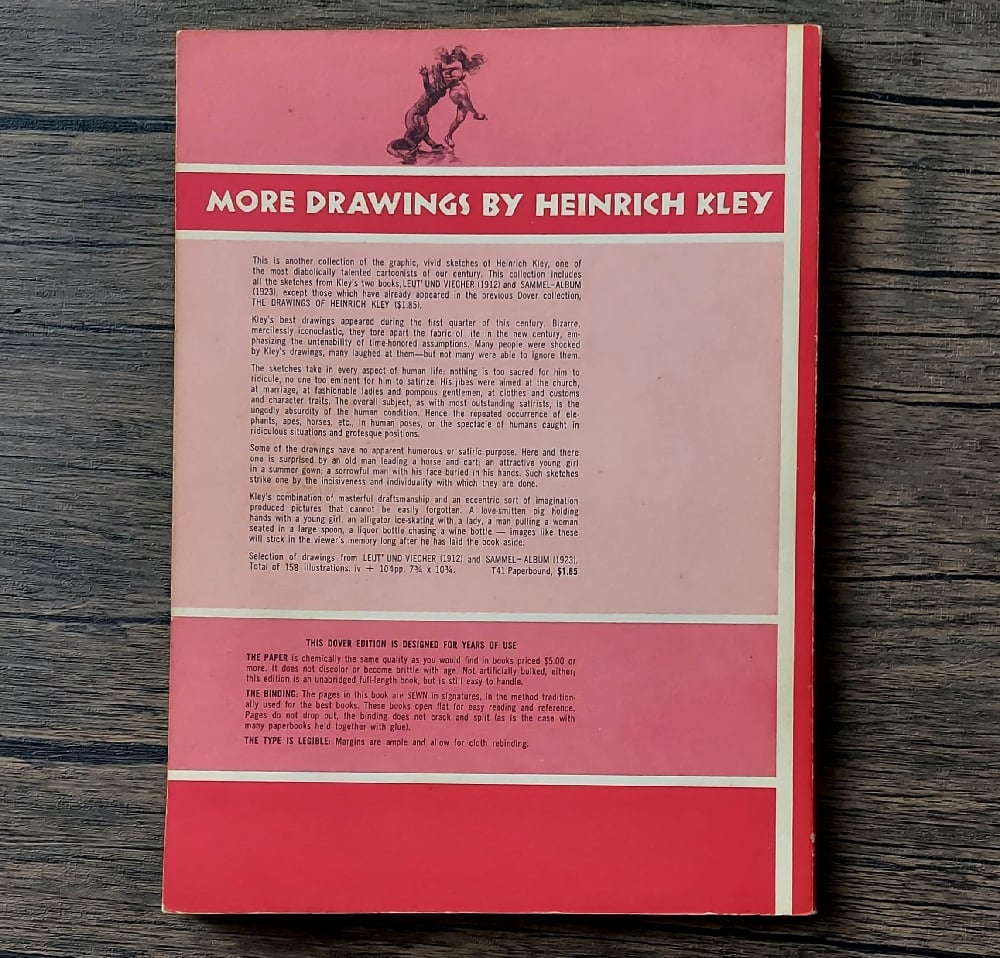 MORE DRAWINGS BY HEINRICH KLEY
This is another collection of the graphic, vivid sketches of Heinrich Kley, one of
the most diabolically talented cartoonists of our century. This collection includes
all the sketches from Kley's two books, LEUT' UND VIECHER (1912) and SAMMEL-ALBUM
(1923), except those which have already appeared in the previous Dover collection,
THE DRAWINGS OF HEINRICH KLEY ($1.85).
Kley's best drawings appeared during the first quarter of this century. Bizarre,
mercilessly iconoclastic, they tore apart the fabric of life in the new century, em-
phasizing the untenability of time-honored assumptions. Many people were shocked
by Kley's drawings, many laughed at them—but not many were able to ignore them.
The sketches take in every aspect of human life: nothing is too sacred for him to
ridicule, no one too eminent for him to satirize. His jibes were aimed at the church,
at marriage, at fashionable ladies and pompous gentlemen, at clothes and customs
and character traits. The overall subject, as with most outstanding satirists, is the
ungodly absurdity of the human condition. Hence the repeated occurrence of ele-
phants, apes, horses, etc., in human poses, or the spectacle of humans caught in
ridiculous situations and grotesque positions.
Some of the drawings have no apparent humorous or satiric purpose. Here and there
one is surprised by an old man leading a horse and cart; an attractive young girl
in a summer gown; a sorrowful man with his face buried in his hands. Such sketches
strike one by the incisiveness and individuality with which they are done.
Kley's combination of masterful draftsmanship and an eccentric sort of imagination
produced pictures that cannot be easily forgotten. A love-smitten pig holding
hands with a young girl, an alligator ice-skating with a lady, a man pulling a woman
seated in a large spoon, a liquor bottle chasing a wine bottle — images like these
will stick in the viewer's memory long after he has laid the book aside.
Selection of drawings from LEUT' UND VIECHER (1912) and SAMMEL-ALBUM (1923).
Total of 158 illustrations. iv + 104pp. 7¾ x 10¾. T41 Paperbound, $1.85
THIS DOVER EDITION IS DESIGNED FOR YEARS OF USE
THE PAPER is chemically the same quality as you would find in books priced $5.00 or
more. It does not discolor or become brittle with age. Not artificially bulked, either;
this edition is an unabridged full-length book, but is still easy to handle.
THE BINDING: The pages in this book are SEWN in signatures, in the method tradition-
ally used for the best books. These books open flat for easy reading and reference.
Pages do not drop out, the binding does not crack and split (as is the case with
many paperbooks held together with glue).
THE TYPE IS LEGIBLE: Margins are ample and allow for cloth rebinding.